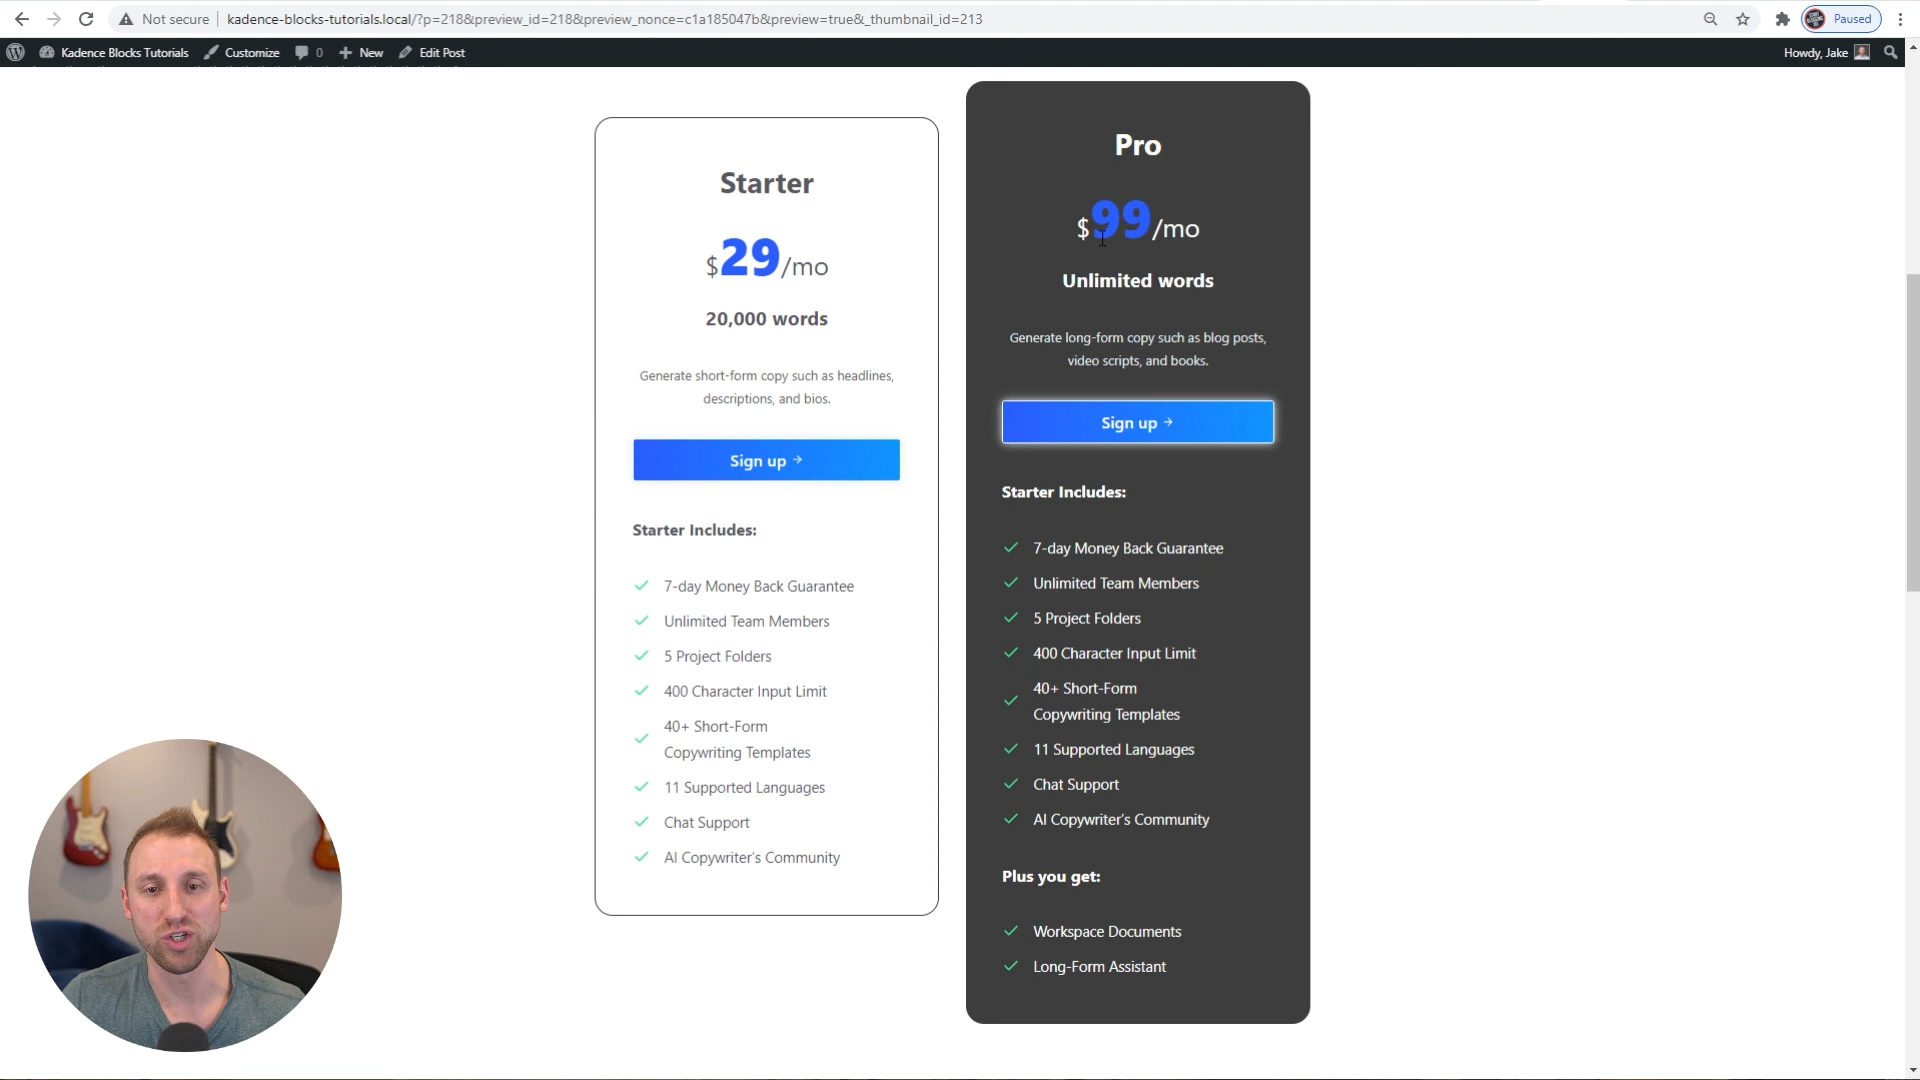 Not secure
kadence-blocks-tutorials.local/?p=218&preview_id=218&preview_nonce=c1a185047b&preview=true&_thumbnail_id=213
Paused
Kadence Blocks Tutorials
Customize
0
New
Edit Post
Howdy, Jake
Starter
$29/mo
20,000 words
Generate short-form copy such as headlines,
descriptions, and bios.
Sign up
Starter Includes:
7-day Money Back Guarantee
Unlimited Team Members
5 Project Folders
400 Character Input Limit
40+ Short-Form
Copywriting Templates
11 Supported Languages
Chat Support
AI Copywriter's Community
Pro
$99/mo
Unlimited words
Generate long-form copy such as blog posts,
video scripts, and books.
Sign up
Starter Includes:
7-day Money Back Guarantee
Unlimited Team Members
5 Project Folders
400 Character Input Limit
40+ Short-Form
Copywriting Templates
11 Supported Languages
Chat Support
AI Copywriter's Community
Plus you get:
Workspace Documents
Long-Form Assistant